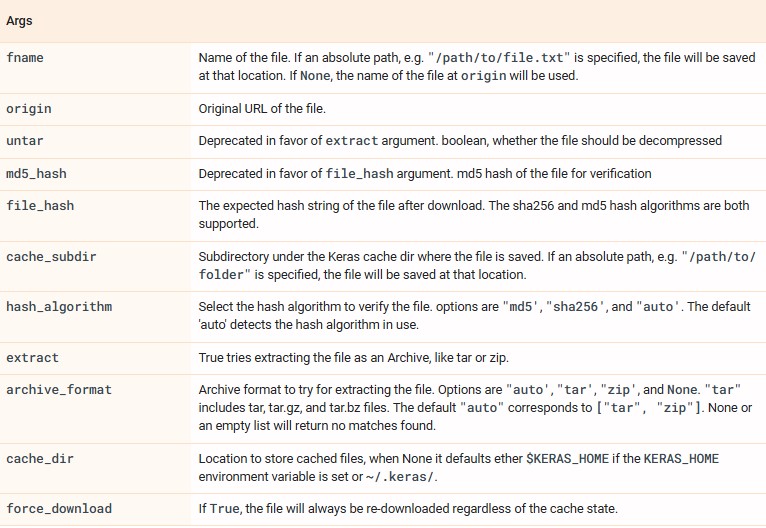 Args
fname
Name of the file. If an absolute path, e.g. "/path/to/file.txt" is specified, the file will be saved
at that location. If None, the name of the file at origin will be used.
origin
Original URL of the file.
untar
Deprecated in favor of extract argument. boolean, whether the file should be decompressed
md5_hash
Deprecated in favor of file_hash argument. md5 hash of the file for verification
file_hash
The expected hash string of the file after download. The sha256 and md5 hash algorithms are both
supported.
cache_subdir
Subdirectory under the Keras cache dir where the file is saved. If an absolute path, e.g. "/path/to/
folder" is specified, the file will be saved at that location.
hash_algorithm
Select the hash algorithm to verify the file. options are "md5', "sha256', and "auto'. The default
'auto' detects the hash algorithm in use.
extract
True tries extracting the file as an Archive, like tar or zip.
archive_format
Archive format to try for extracting the file. Options are "auto', "tar', "zip', and None. "tar"
includes tar, tar.gz, and tar.bz files. The default "auto" corresponds to ["tar", "zip"]. None or
an empty list will return no matches found.
cache_dir
Location to store cached files, when None it defaults ether $KERAS_HOME if the KERAS_HOME
environment variable is set or ~/.keras/.
force_download
If True, the file will always be re-downloaded regardless of the cache state.